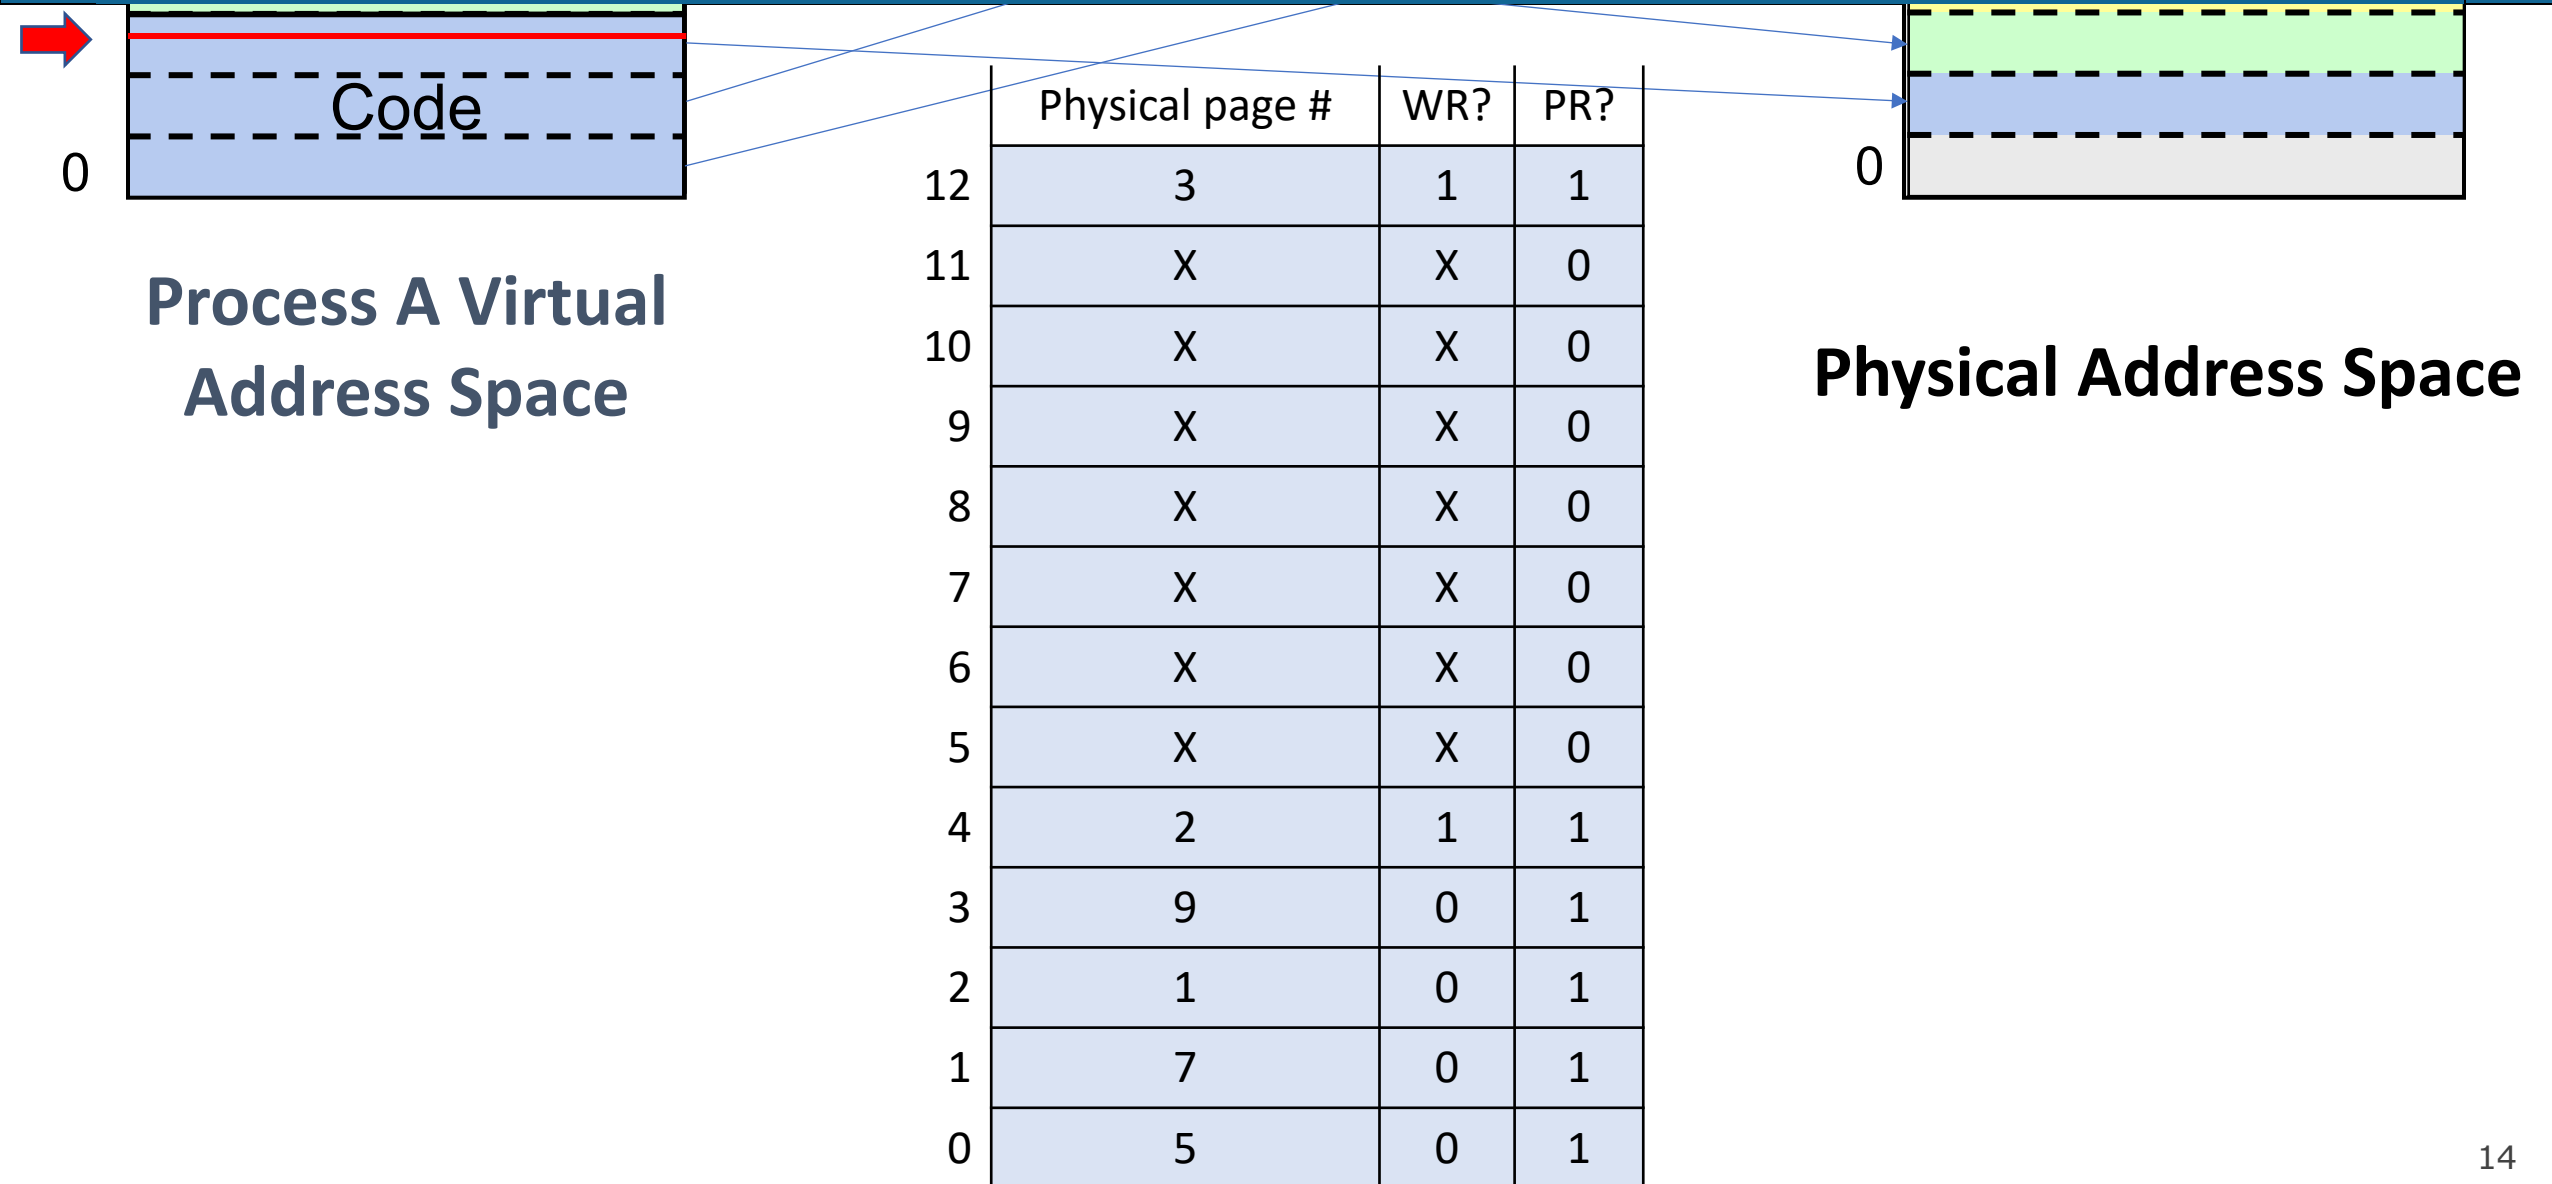 Code
0
Process A Virtual
Address Space
Physical page # WR? PR?
12 3 1 1
11 X X 0
10 X X 0
9 X X 0
8 X X 0
7 X X 0
6 X X 0
5 X X 0
4 2 1 1
3 9 0 1
2 1 0 1
1 7 0 1
0 5 0 1
0
Physical Address Space
14